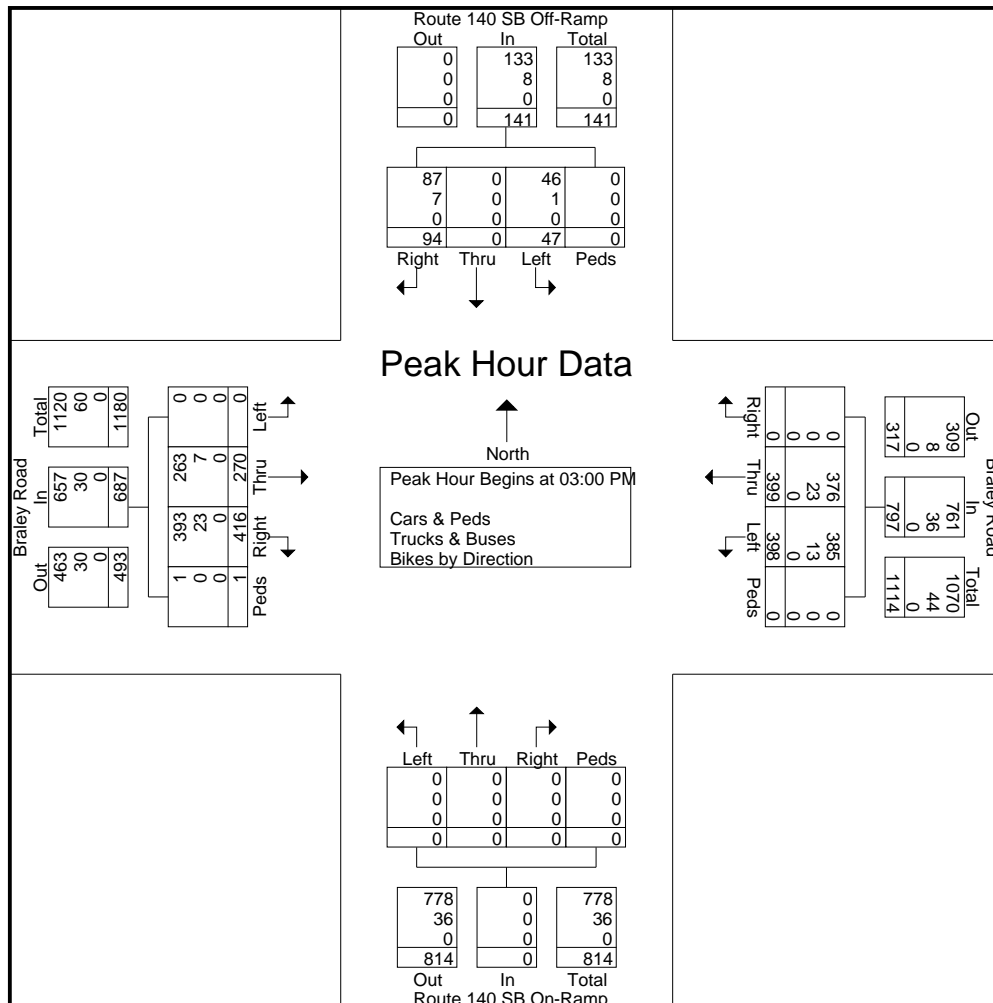 Route 140 SB Off-Ramp
Out In Total
0 133 133
0 8 8
0 0 0
0 141 141
87 0 46 0
7 0 1 0
0 0 0 0
94 0 47 0
Right Thru Left Peds
Peak Hour Data
North
Peak Hour Begins at 03:00 PM
Cars & Peds
Trucks & Buses
Bikes by Direction
Braley Road
Out In Total
463 657 1120
30 30 60
0 0 0
493 687 1180
Peds Right Thru Left
1 393 263 0
0 23 7 0
0 0 0 0
1 416 270 0
Braley Road
Out In Total
309 761 1070
8 36 44
0 0 0
317 797 1114
0 376 385 0
0 23 13 0
0 0 0 0
0 399 398 0
Right Thru Left Peds
Left Thru Right Peds
0 0 0 0
0 0 0 0
0 0 0 0
0 0 0 0
778 0 778
36 0 36
0 0 0
814 0 814
Out In Total
Route 140 SB On-Ramp